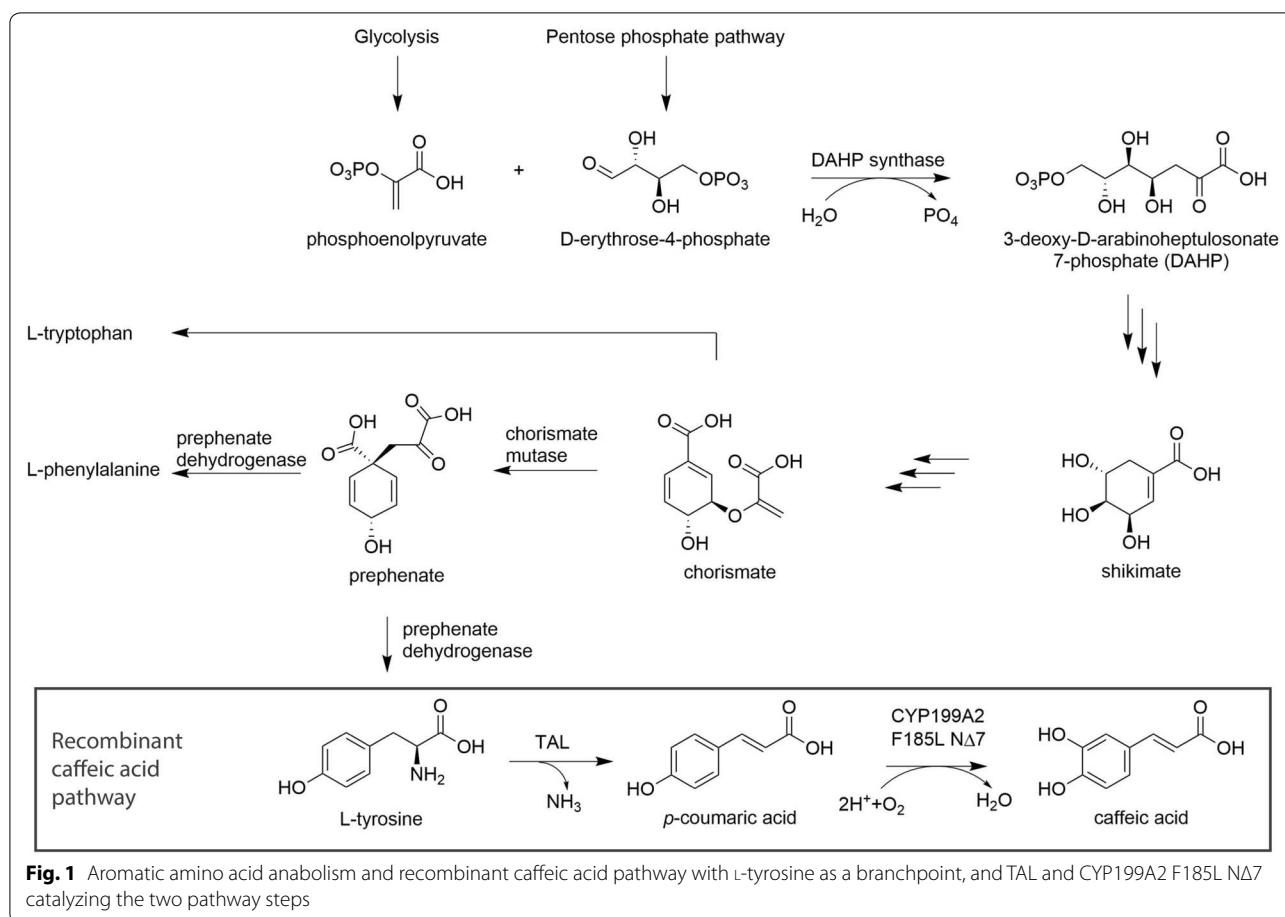 Glycolysis
Pentose phosphate pathway
O₃PO
O
OH
phosphoenolpyruvate
+
O
OH
OH
OPO₃
D-erythrose-4-phosphate
DAHP synthase
H₂O
PO₄
O₃PO
OH
OH
OH
OH
O
O
OH
3-deoxy-D-arabinoheptulosonate
7-phosphate (DAHP)
L-tryptophan
L-phenylalanine
prephenate
dehydrogenase
OH
O
O
OH
O
OH
prephenate
chorismate
mutase
O
OH
O
OH
O
OH
chorismate
HO
HO
OH
O
OH
shikimate
prephenate
dehydrogenase
Recombinant
caffeic acid
pathway
HO
O
OH
NH₂
L-tyrosine
TAL
NH₃
HO
O
OH
p-coumaric acid
CYP199A2
F185L NΔ7
2H⁺+O₂
H₂O
HO
HO
O
OH
caffeic acid
Fig. 1 Aromatic amino acid anabolism and recombinant caffeic acid pathway with L-tyrosine as a branchpoint, and TAL and CYP199A2 F185L NΔ7
catalyzing the two pathway steps